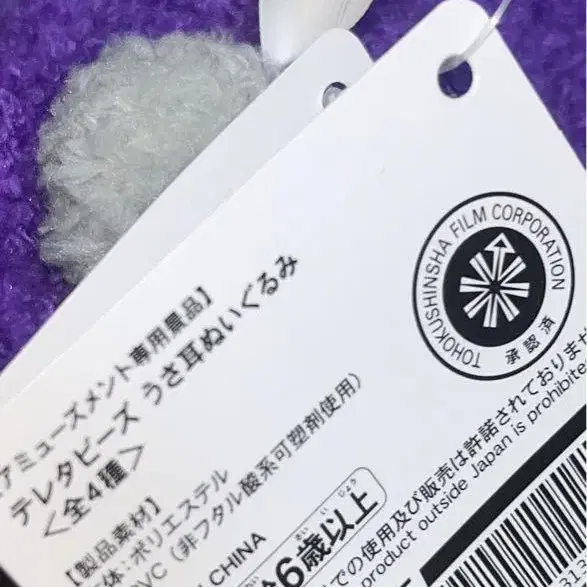 アミューズメント専用景品】
テレタビーズ うさ耳ぬいぐるみ
＜全4種＞
【製品素材】
体：ポリエステル
PVC（非フタル酸系可塑剤使用）
CHINA
6歳以上
い じょう
での使用及び販売は許諾されておりませ
product outside Japan is prohibite
TOHOKUSHINSHA FILM CORPORATION
承認済